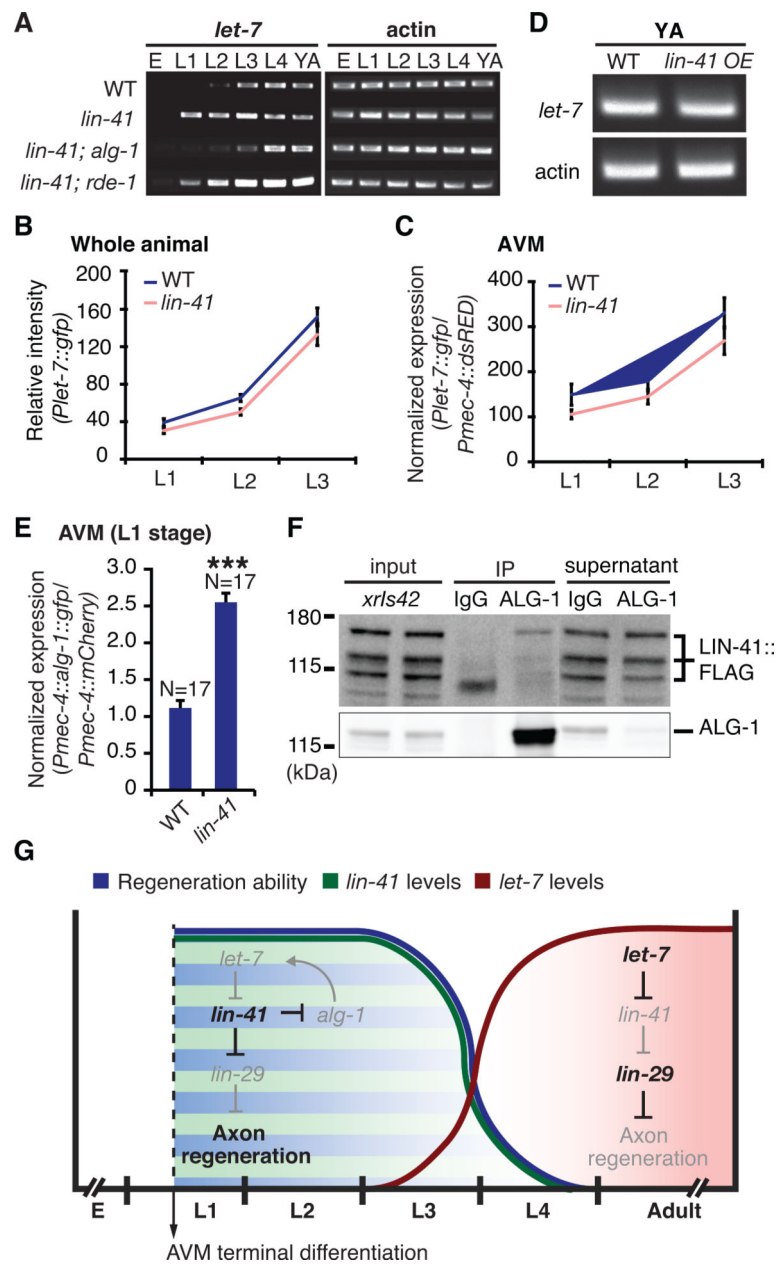 A
let-7
actin
E L1 L2 L3 L4 YA
E L1 L2 L3 L4 YA
WT
lin-41
lin-41; alg-1
lin-41; rde-1
D
YA
WT lin-41 OE
let-7
actin
B
Whole animal
Relative intensity
(Plet-7::gfp)
200
160
120
80
40
0
WT
lin-41
L1 L2 L3
C
AVM
Normalized expression
(Plet-7::gfp/
Pmec-4::dsRED)
400
300
200
100
0
WT
lin-41
L1 L2 L3
E
AVM (L1 stage)
Normalized expression
(Pmec-4::alg-1::gfp/
Pmec-4::mCherry)
3.0
2.5
2.0
1.5
1.0
0.5
0
N=17
***
N=17
WT
lin-41
F
input
IP
supernatant
xrIs42
IgG ALG-1
IgG ALG-1
180
115
LIN-41::
FLAG
115
ALG-1
(kDa)
G
Regeneration ability
lin-41 levels
let-7 levels
let-7
lin-41
alg-1
lin-29
Axon
regeneration
let-7
lin-41
lin-29
Axon
regeneration
E L1 L2 L3 L4 Adult
AVM terminal differentiation